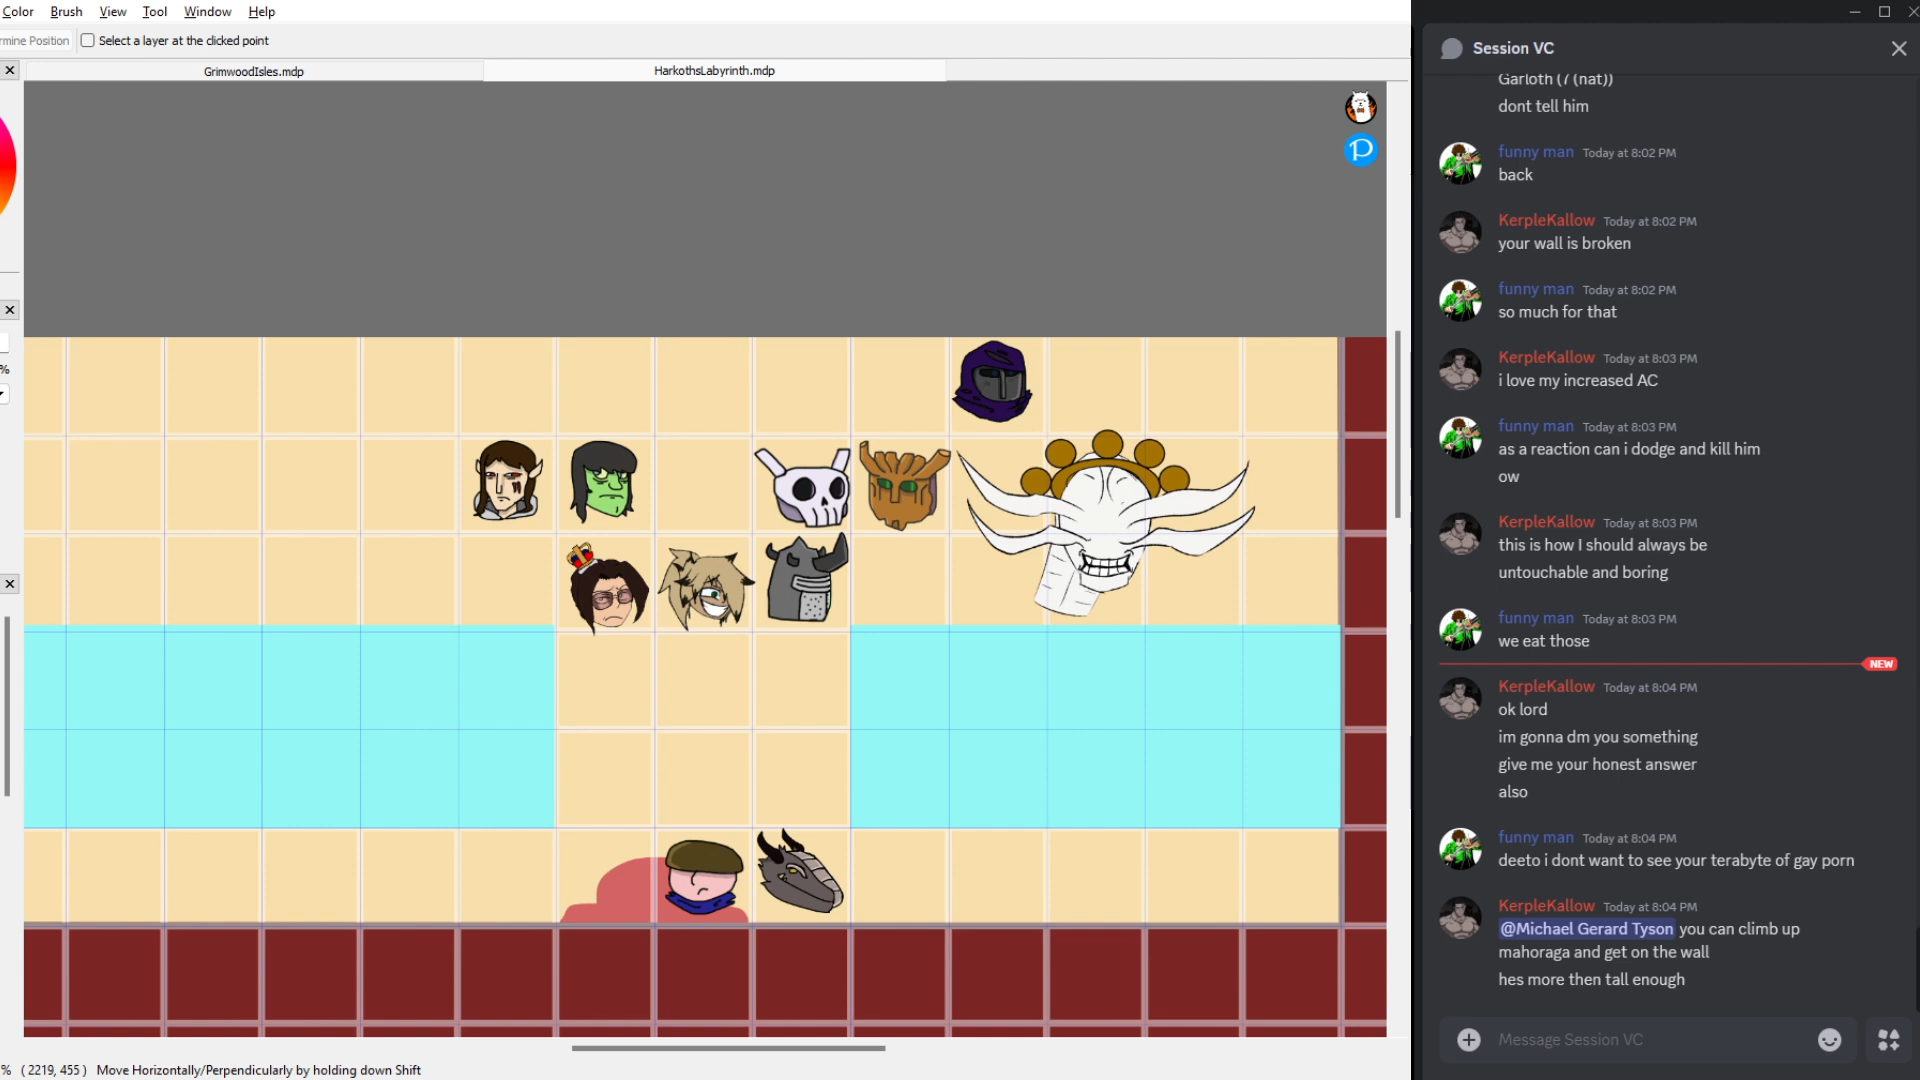 Color Brush View Tool Window Help
rmine Position Select a layer at the clicked point
GrimwoodIsles.mdp HarkothsLabyrinth.mdp
%
% ( 2219, 455 ) Move Horizontally/Perpendicularly by holding down Shift
Session VC
Garloth (7 (nat))
dont tell him
funny man Today at 8:02 PM
back
KerpleKallow Today at 8:02 PM
your wall is broken
funny man Today at 8:02 PM
so much for that
KerpleKallow Today at 8:03 PM
i love my increased AC
funny man Today at 8:03 PM
as a reaction can i dodge and kill him
ow
KerpleKallow Today at 8:03 PM
this is how I should always be
untouchable and boring
funny man Today at 8:03 PM
we eat those
NEW
KerpleKallow Today at 8:04 PM
ok lord
im gonna dm you something
give me your honest answer
also
funny man Today at 8:04 PM
deeto i dont want to see your terabyte of gay porn
KerpleKallow Today at 8:04 PM
@Michael Gerard Tyson you can climb up
mahoraga and get on the wall
hes more then tall enough
Message Session VC